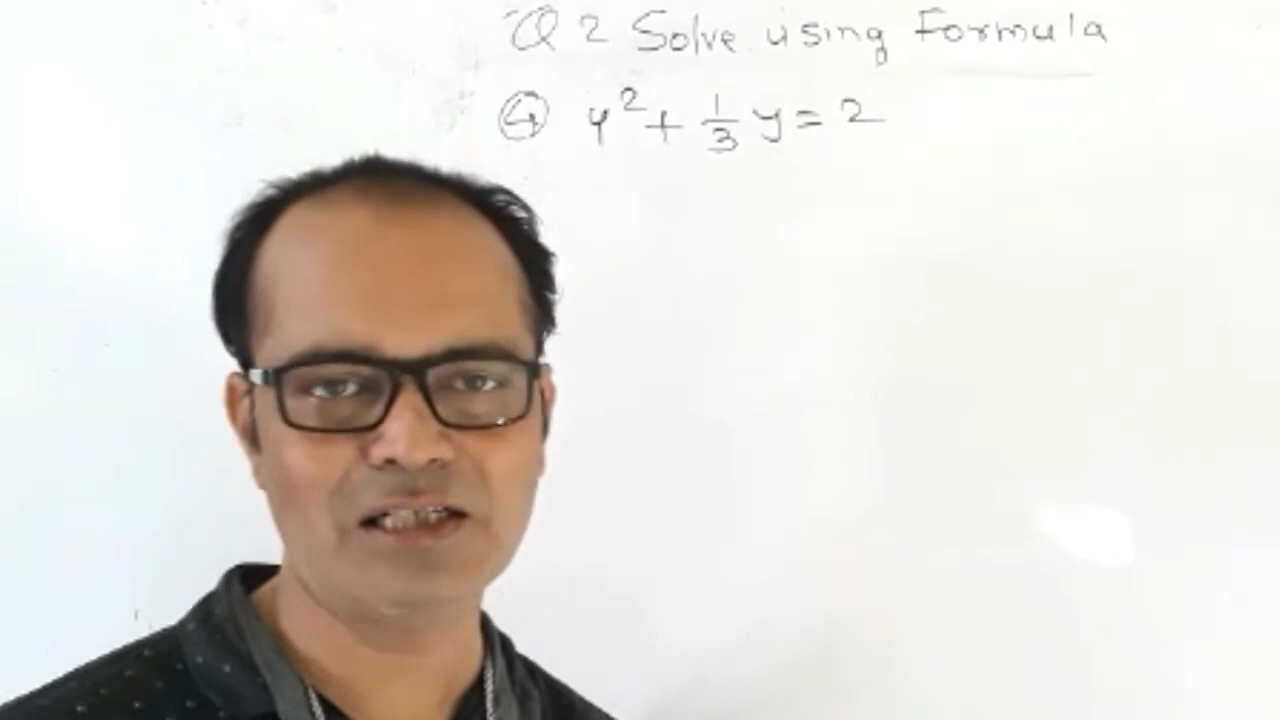 Q 2 Solve using Formula
④ y² + 1/3 y = 2